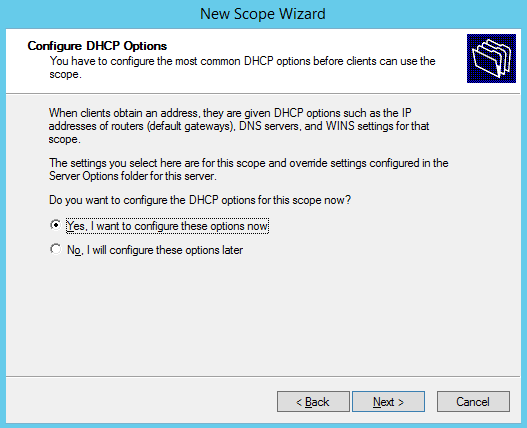 New Scope Wizard
Configure DHCP Options
You have to configure the most common DHCP options before clients can use the
scope.
When clients obtain an address, they are given DHCP options such as the IP
addresses of routers (default gateways), DNS servers, and WINS settings for that
scope.
The settings you select here are for this scope and override settings configured in the
Server Options folder for this server.
Do you want to configure the DHCP options for this scope now?
Yes, I want to configure these options now
No, I will configure these options later
< Back
Next >
Cancel